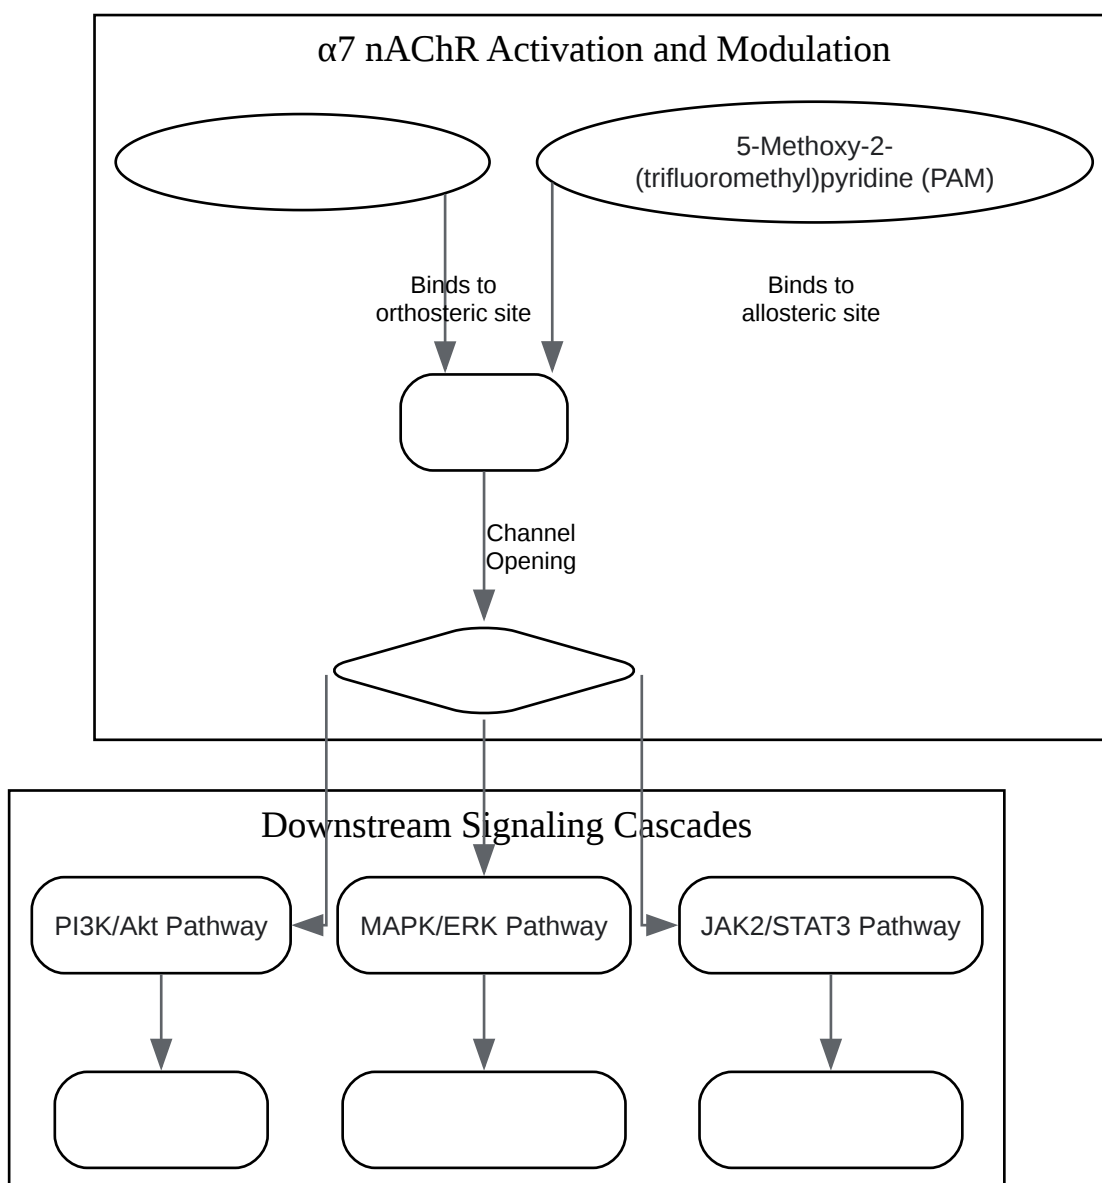 α7 nAChR Activation and Modulation
5-Methoxy-2-
(trifluoromethyl)pyridine (PAM)
Binds to
orthosteric site
Binds to
allosteric site
Channel
Opening
Downstream Signaling Cascades
PI3K/Akt Pathway
MAPK/ERK Pathway
JAK2/STAT3 Pathway